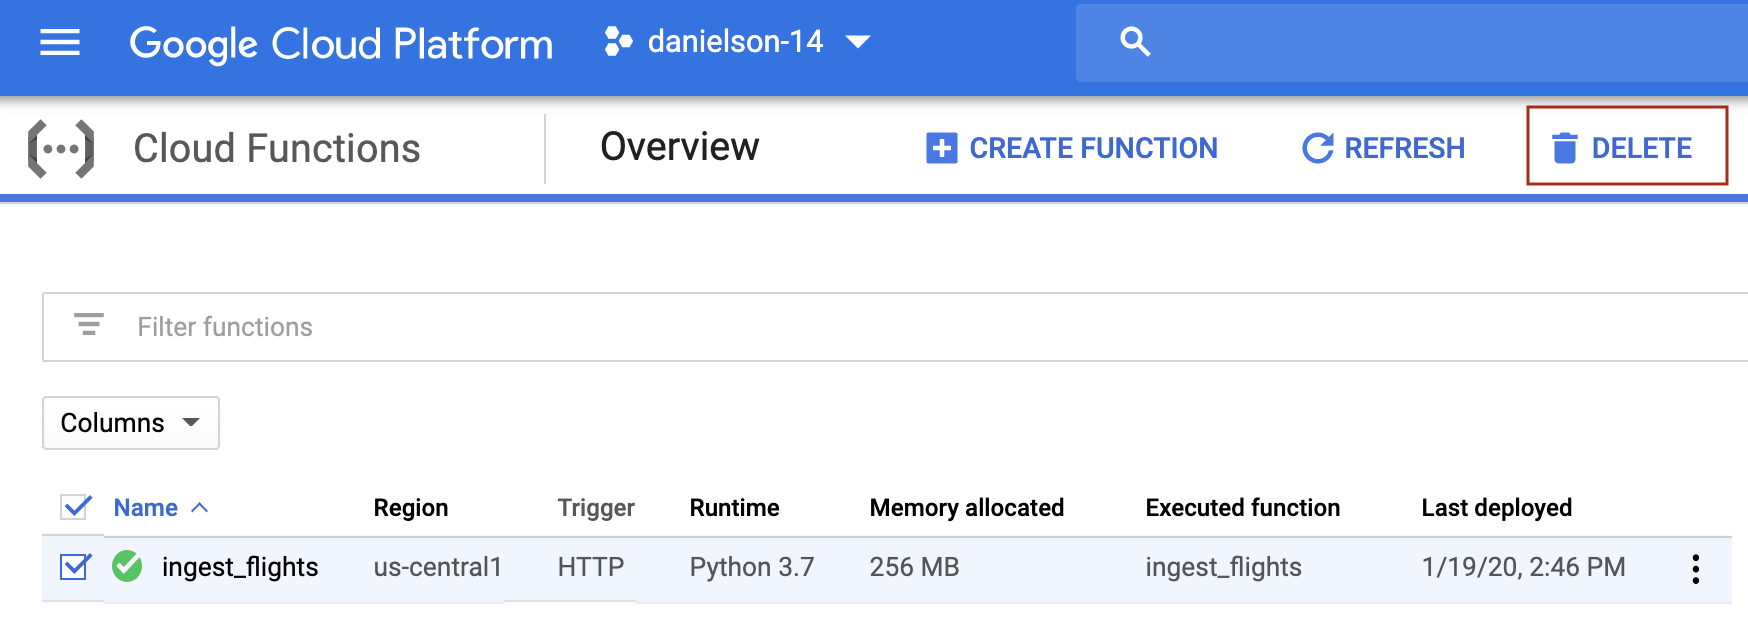 Google Cloud Platform danielson-14
Cloud Functions Overview CREATE FUNCTION REFRESH DELETE
Filter functions
Columns
Name Region Trigger Runtime Memory allocated Executed function Last deployed
ingest_flights us-central1 HTTP Python 3.7 256 MB ingest_flights 1/19/20, 2:46 PM